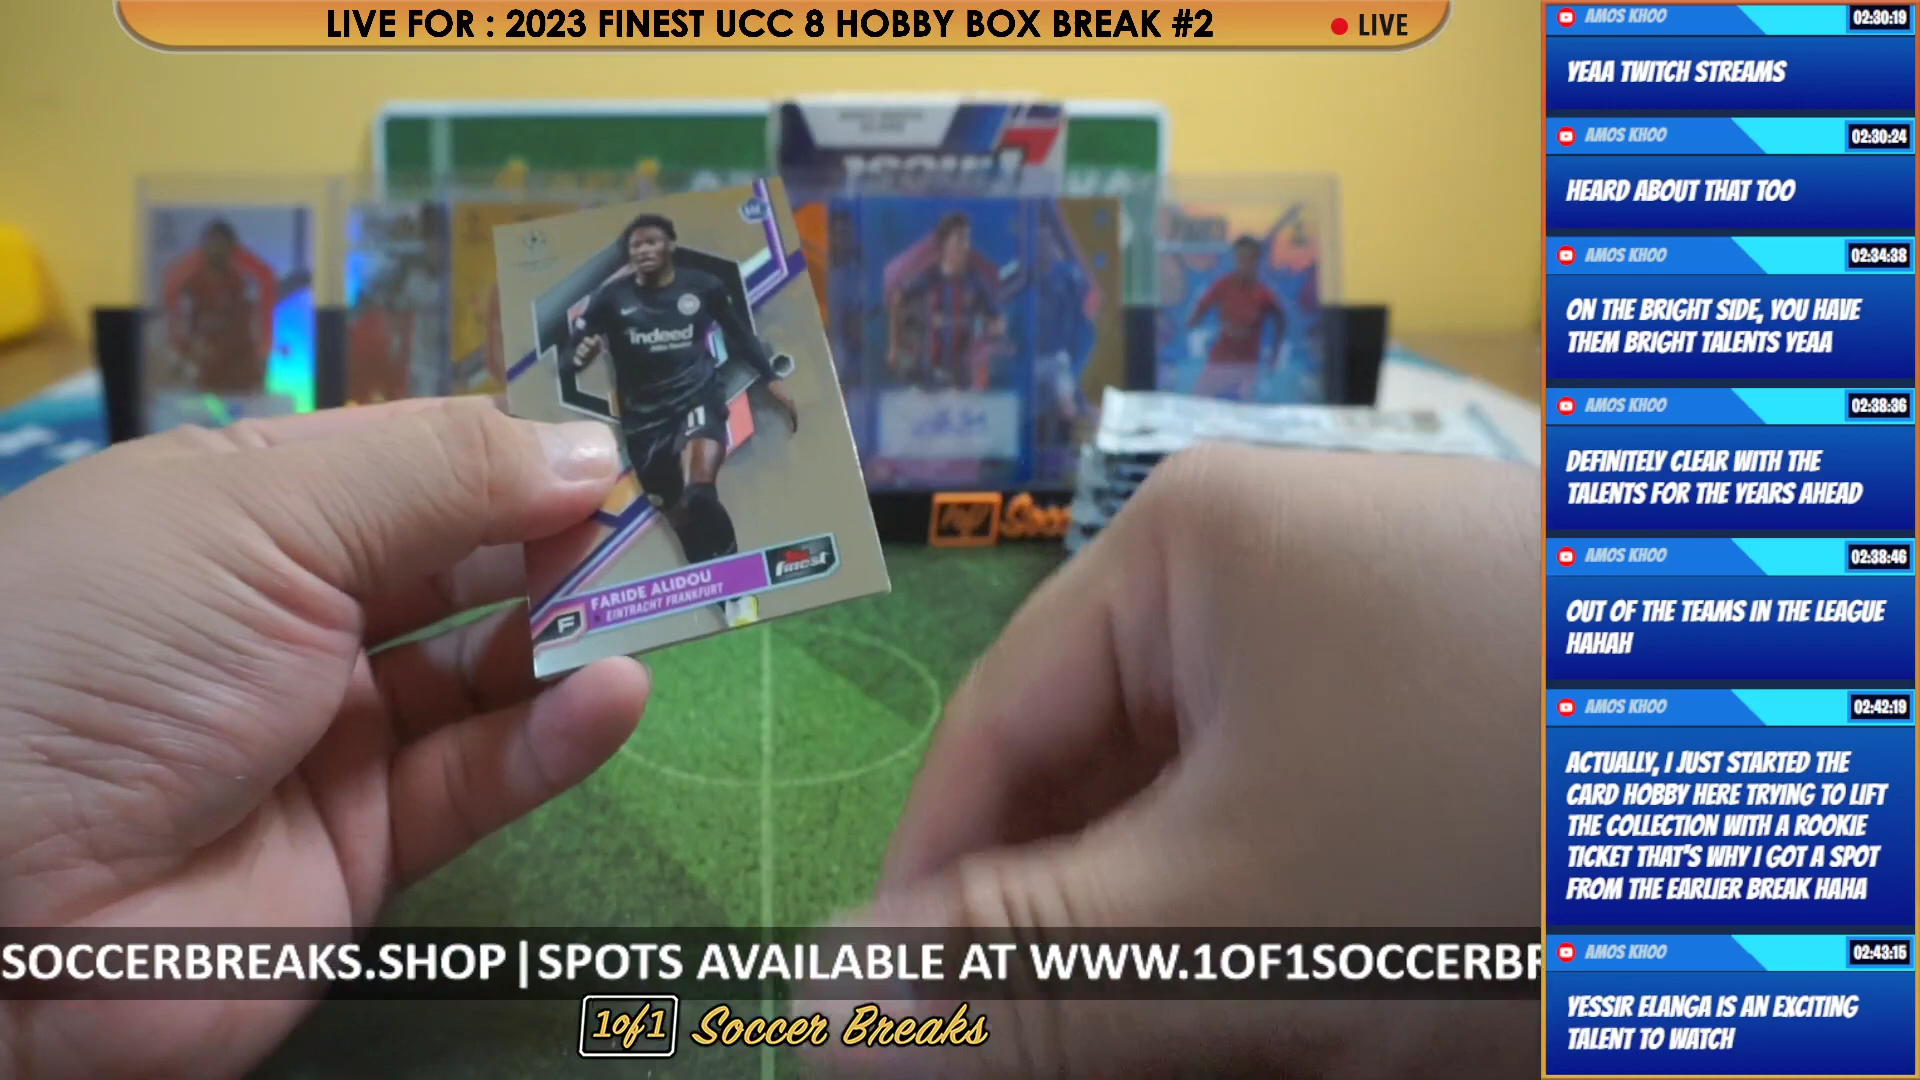 LIVE FOR : 2023 FINEST UCC 8 HOBBY BOX BREAK #2
LIVE
indeed
11
FARIDE ALIDOU
EINTRACHT FRANKFURT
F
finest
SOCCERBREAKS.SHOP | SPOTS AVAILABLE AT WWW.1OF1SOCCERBR
1of1 Soccer Breaks
AMOS KHOO 02:30:19
YEAA TWITCH STREAMS
AMOS KHOO 02:30:24
HEARD ABOUT THAT TOO
AMOS KHOO 02:34:38
ON THE BRIGHT SIDE, YOU HAVE
THEM BRIGHT TALENTS YEAA
AMOS KHOO 02:38:36
DEFINITELY CLEAR WITH THE
TALENTS FOR THE YEARS AHEAD
AMOS KHOO 02:38:46
OUT OF THE TEAMS IN THE LEAGUE
HAHAH
AMOS KHOO 02:42:19
ACTUALLY, I JUST STARTED THE
CARD HOBBY HERE TRYING TO LIFT
THE COLLECTION WITH A ROOKIE
TICKET THAT'S WHY I GOT A SPOT
FROM THE EARLIER BREAK HAHA
AMOS KHOO 02:43:15
YESSIR ELANGA IS AN EXCITING
TALENT TO WATCH